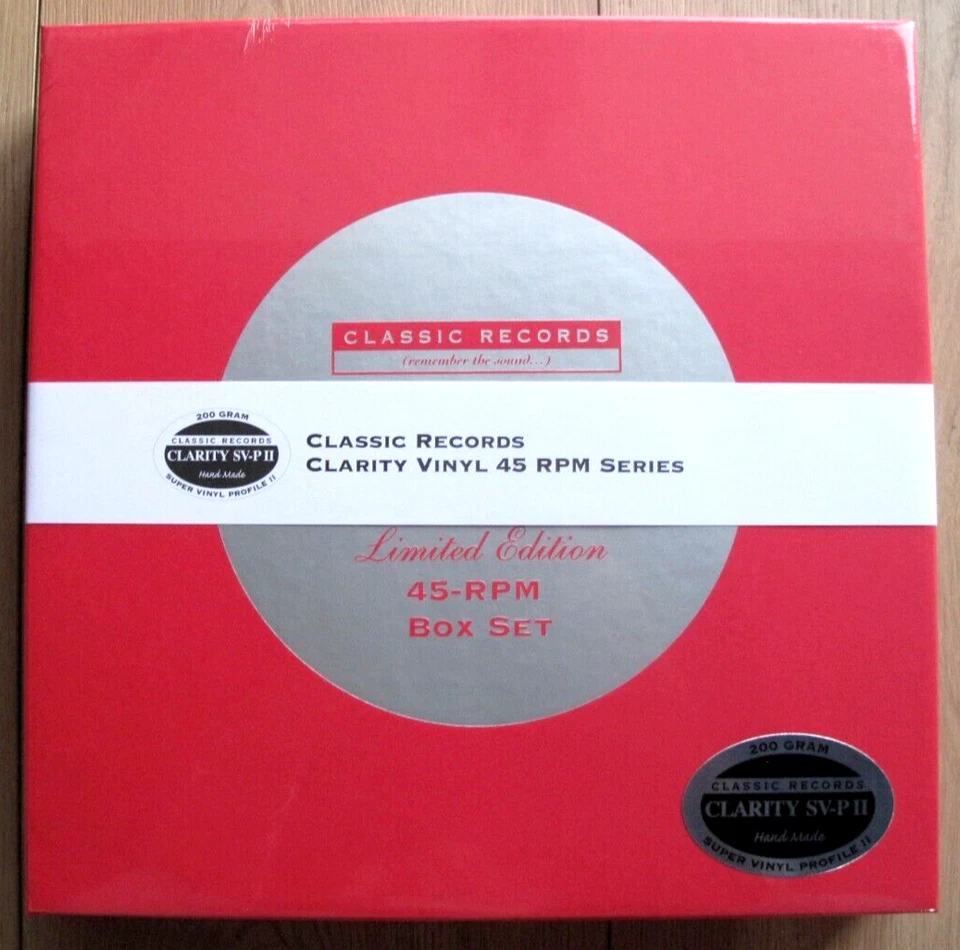 CLASSIC RECORDS
(remember the sound...)
200 GRAM
CLASSIC RECORDS
CLARITY SV-P II
Hand Made
SUPER VINYL PROFILE II
CLASSIC RECORDS
CLARITY VINYL 45 RPM SERIES
Limited Edition
45-RPM
BOX SET
200 GRAM
CLASSIC RECORDS
CLARITY SV-P II
Hand Made
SUPER VINYL PROFILE II